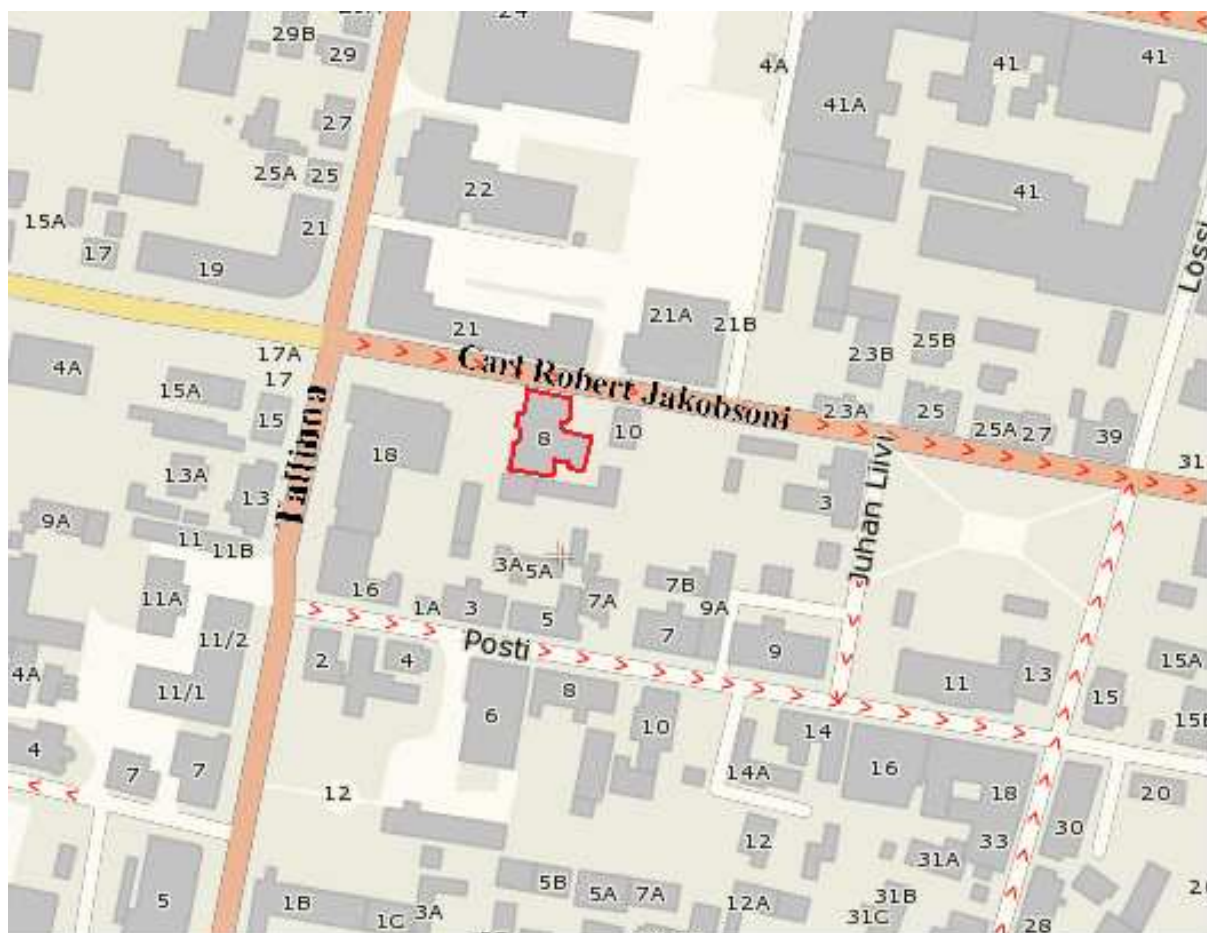 24
29B
29
41
41
4A
41A
27
25A
25
22
41
15A
21
17
19
Lossi
21A
21B
21
25B
23B
17A
4A
17
Carl Robert Jakobsoni
15A
15
Tallinna
23A
25
25A
27
39
8
10
18
31
13A
13
3
Juhan Liivi
9A
11
11B
3A
5A
11A
16
1A
3
5
7A
7B
9A
7
11/2
Posti
2
4
9
11
13
15A
4A
11/1
6
8
10
15
14
4
7
7
14A
16
18
20
12
12
33
30
31A
5B
5A
7A
5
1B
1C
3A
12A
31B
31C
28